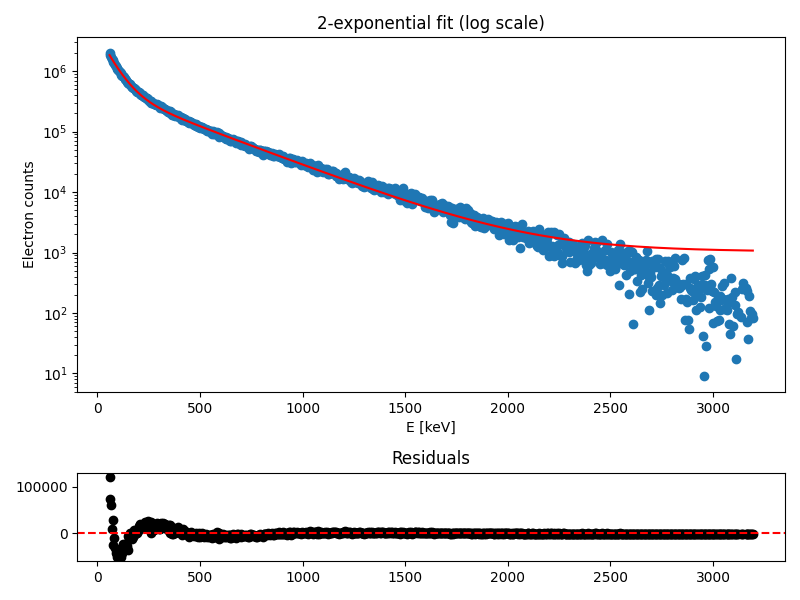 2-exponential fit (log scale)
Electron counts
10^6
10^5
10^4
10^3
10^2
10^1
0 500 1000 1500 2000 2500 3000
E [keV]
Residuals
100000
0
0 500 1000 1500 2000 2500 3000